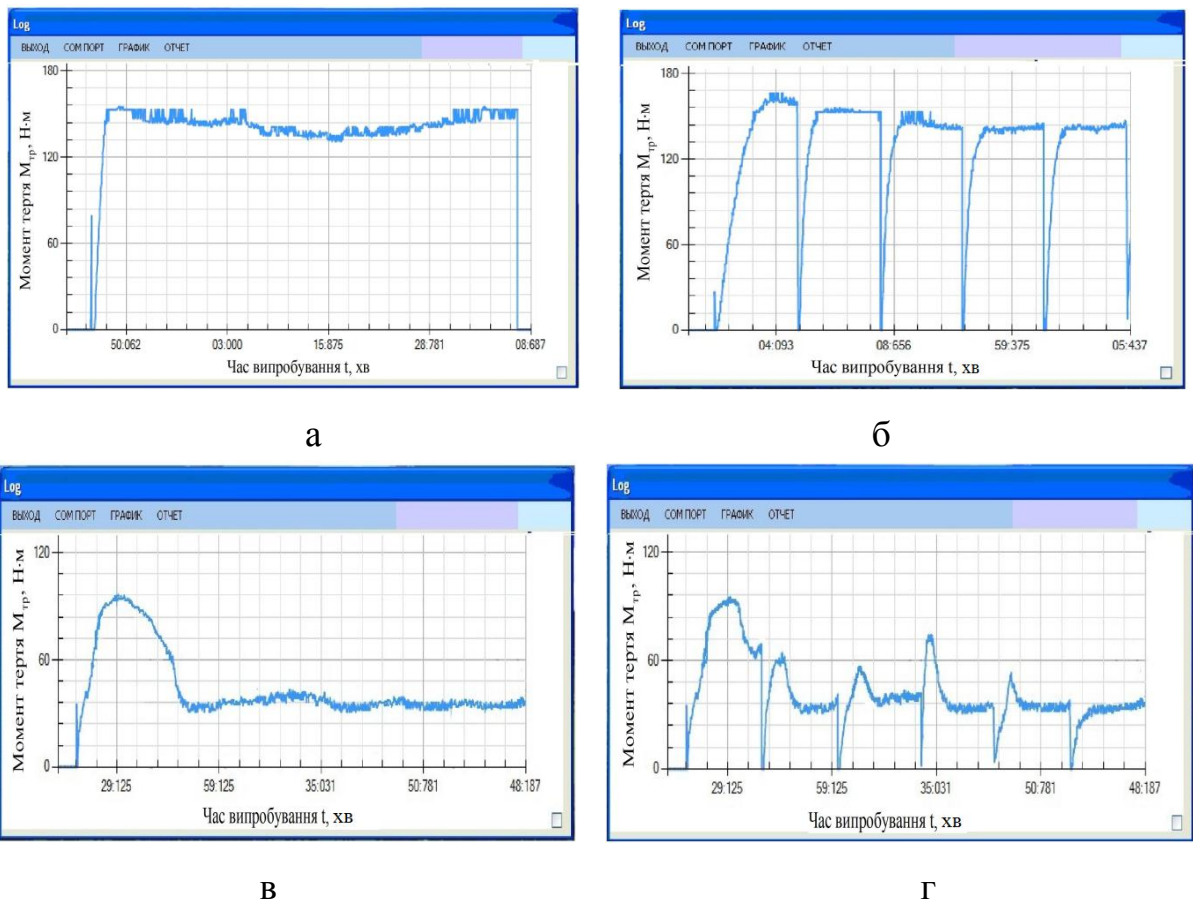 Log
ВЫХОД СОМ ПОРТ ГРАФИК ОТЧЕТ
Момент тертя Мтр, Н·м
180
120
60
0
50:062 03:000 15:875 28:781 08:687
Час випробування t, хв
а
Log
ВЫХОД СОМ ПОРТ ГРАФИК ОТЧЕТ
Момент тертя Мтр, Н·м
180
120
60
0
04:093 08:656 59:375 05:437
Час випробування t, хв
б
Log
ВЫХОД СОМ ПОРТ ГРАФИК ОТЧЕТ
Момент тертя Мтр, Н·м
120
60
0
29:125 59:125 35:031 50:781 48:187
Час випробування t, хв
в
Log
ВЫХОД СОМ ПОРТ ГРАФИК ОТЧЕТ
Момент тертя Мтр, Н·м
120
60
0
29:125 59:125 35:031 50:781 48:187
Час випробування t, хв
г